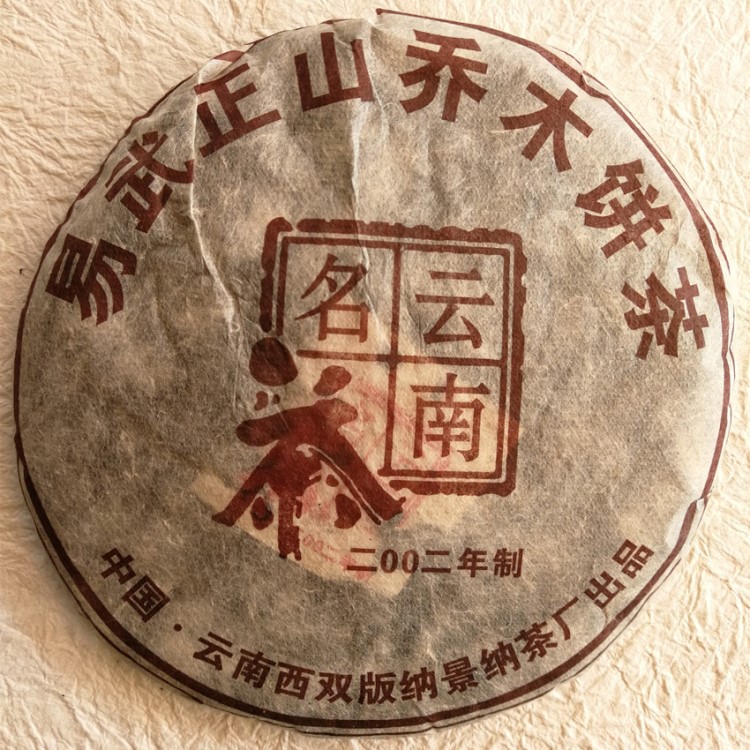 易武正山乔木饼茶
云南
名茶
二00二年制
中国·云南西双版纳景纳茶厂出品